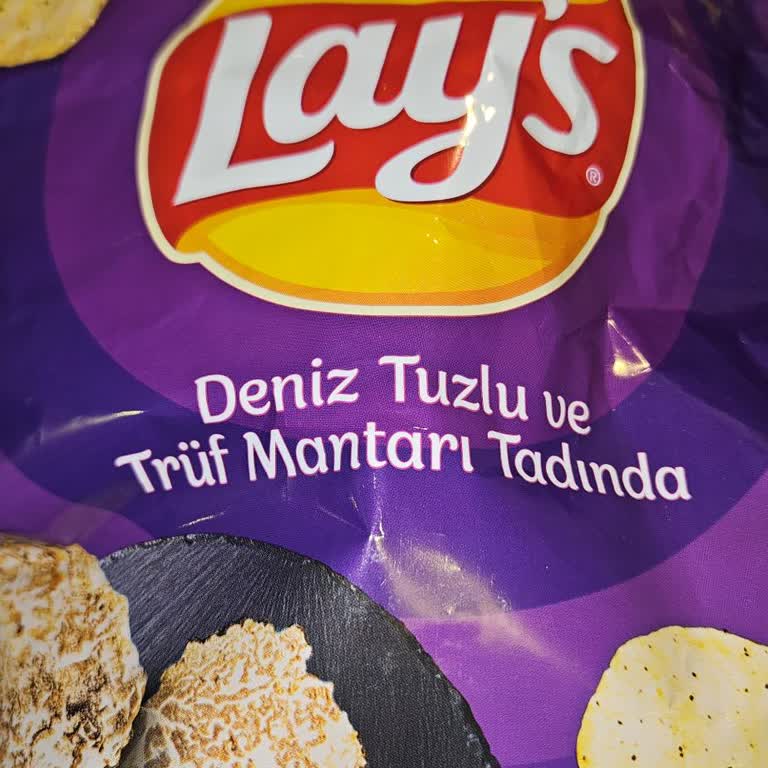 Lay's
®
Deniz Tuzlu ve
Trüf Mantarı Tadında